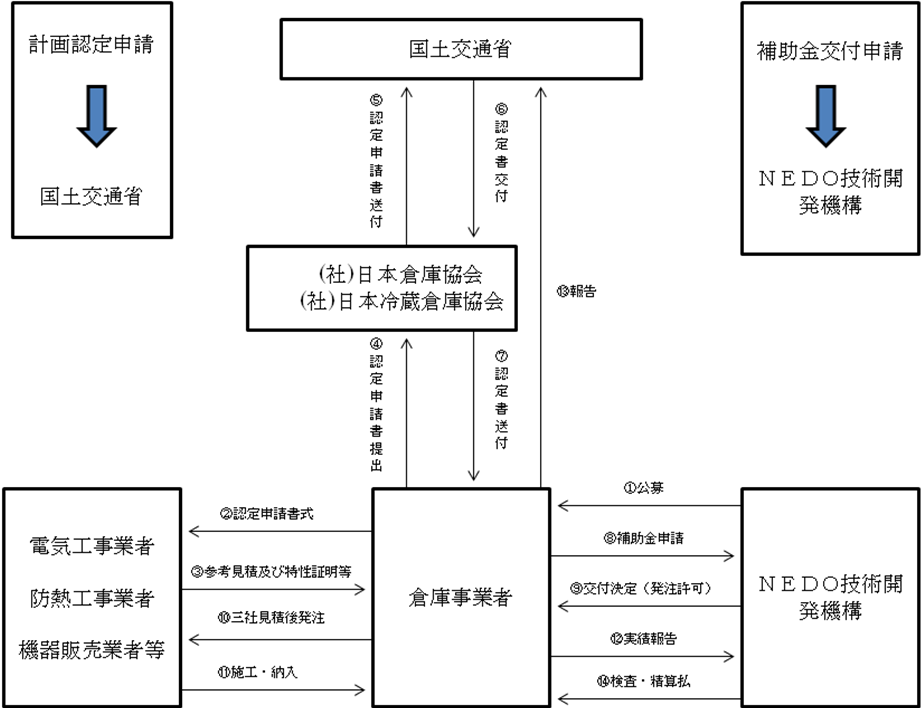 計画認定申請
国土交通省
国土交通省
補助金交付申請
ＮＥＤＯ技術開
発機構
⑤認定申請書送付
⑥認定書交付
(社)日本倉庫協会
(社)日本冷蔵倉庫協会
⑬報告
④認定申請書提出
⑦認定書送付
電気工事業者
防熱工事業者
機器販売業者等
②認定申請書式
③参考見積及び特性証明等
⑩三社見積後発注
⑪施工・納入
倉庫事業者
①公募
⑧補助金申請
⑨交付決定（発注許可）
⑫実績報告
⑭検査・精算払
ＮＥＤＯ技術開
発機構